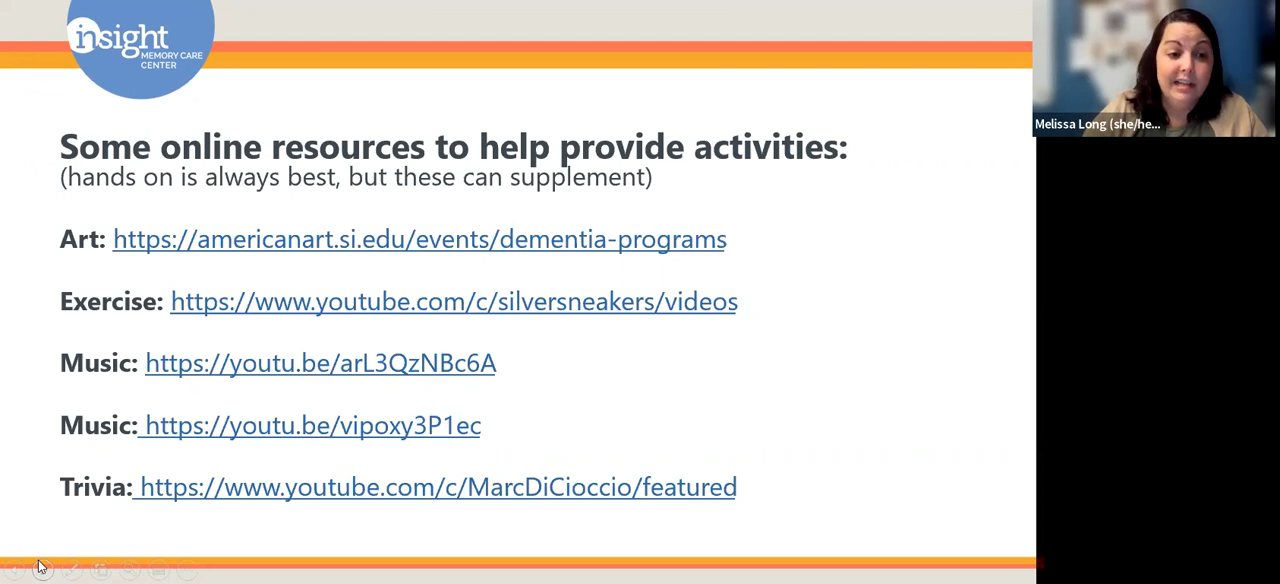 insight
MEMORY CARE
CENTER
Melissa Long (she/he...
Some online resources to help provide activities:
(hands on is always best, but these can supplement)
Art: https://americanart.si.edu/events/dementia-programs
Exercise: https://www.youtube.com/c/silversneakers/videos
Music: https://youtu.be/arL3QzNBc6A
Music: https://youtu.be/vipoxy3P1ec
Trivia: https://www.youtube.com/c/MarcDiCioccio/featured